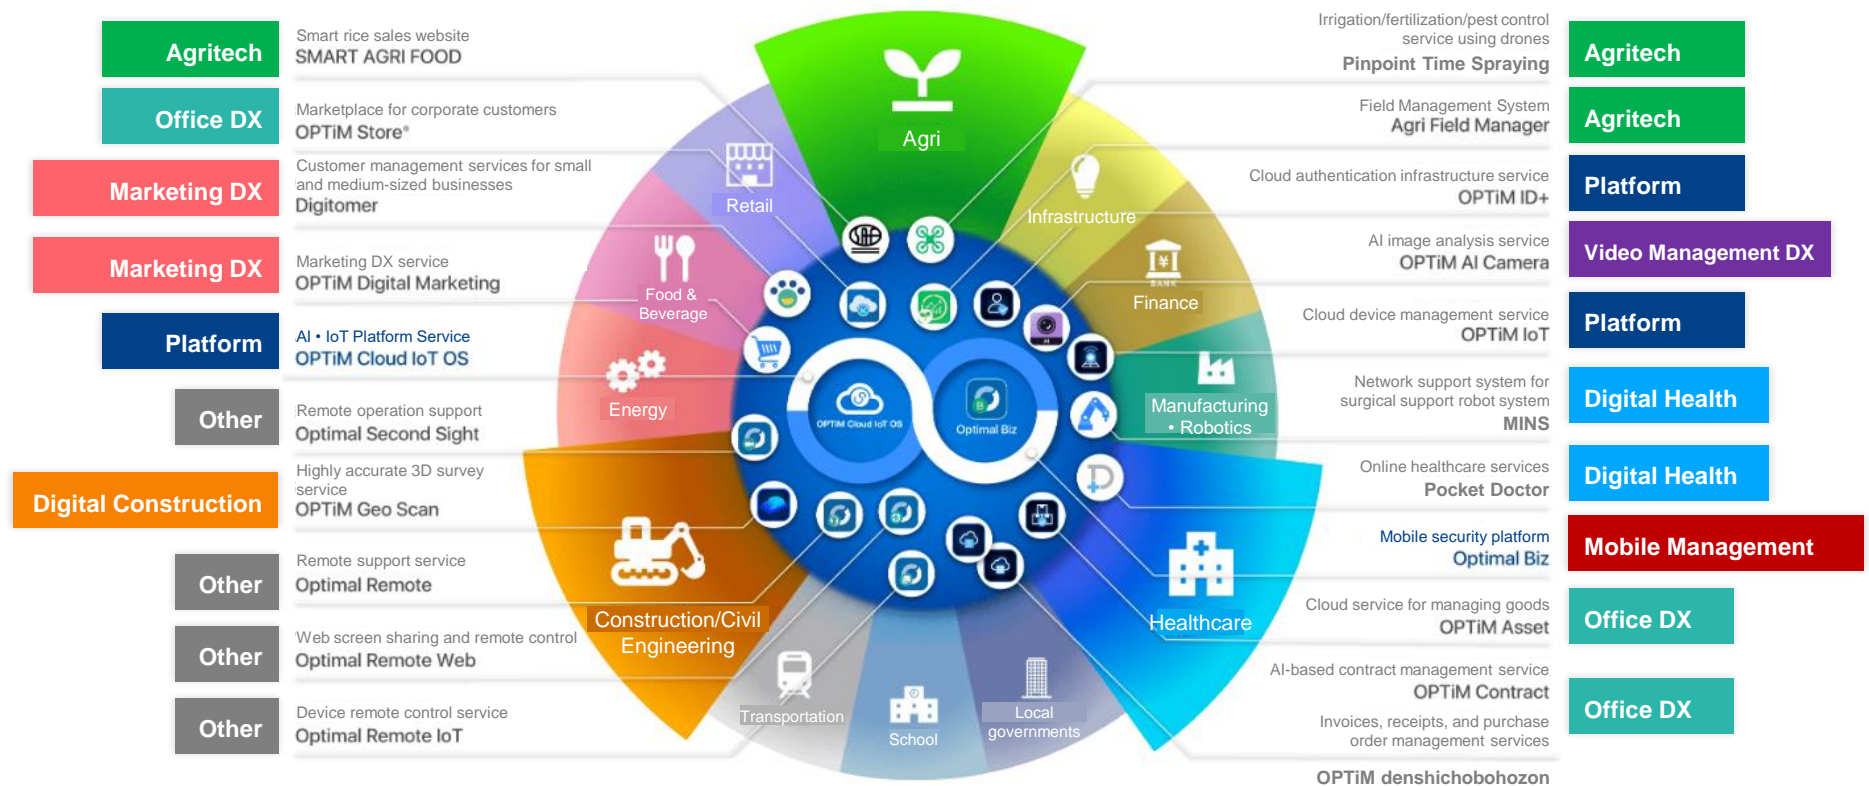 Agritech
Smart rice sales website
SMART AGRI FOOD
Office DX
Marketplace for corporate customers
OPTiM Store®
Marketing DX
Customer management services for small
and medium-sized businesses
Digitomer
Marketing DX
Marketing DX service
OPTiM Digital Marketing
Platform
AI • IoT Platform Service
OPTiM Cloud IoT OS
Other
Remote operation support
Optimal Second Sight
Digital Construction
Highly accurate 3D survey
service
OPTiM Geo Scan
Other
Remote support service
Optimal Remote
Other
Web screen sharing and remote control
Optimal Remote Web
Other
Device remote control service
Optimal Remote IoT
Agri
Retail
Infrastructure
Food &
Beverage
BANK
Finance
Energy
Manufacturing
• Robotics
AI
OPTiM Cloud IoT OS
Optimal Biz
Construction/Civil
Engineering
Healthcare
Transportation
School
Local
governments
Irrigation/fertilization/pest control
service using drones
Pinpoint Time Spraying
Agritech
Field Management System
Agri Field Manager
Agritech
Cloud authentication infrastructure service
OPTiM ID+
Platform
AI image analysis service
OPTiM AI Camera
Video Management DX
Cloud device management service
OPTiM IoT
Platform
Network support system for
surgical support robot system
MINS
Digital Health
Online healthcare services
Pocket Doctor
Digital Health
Mobile security platform
Optimal Biz
Mobile Management
Cloud service for managing goods
OPTiM Asset
Office DX
AI-based contract management service
OPTiM Contract
Office DX
Invoices, receipts, and purchase
order management services
OPTiM denshichobohozon